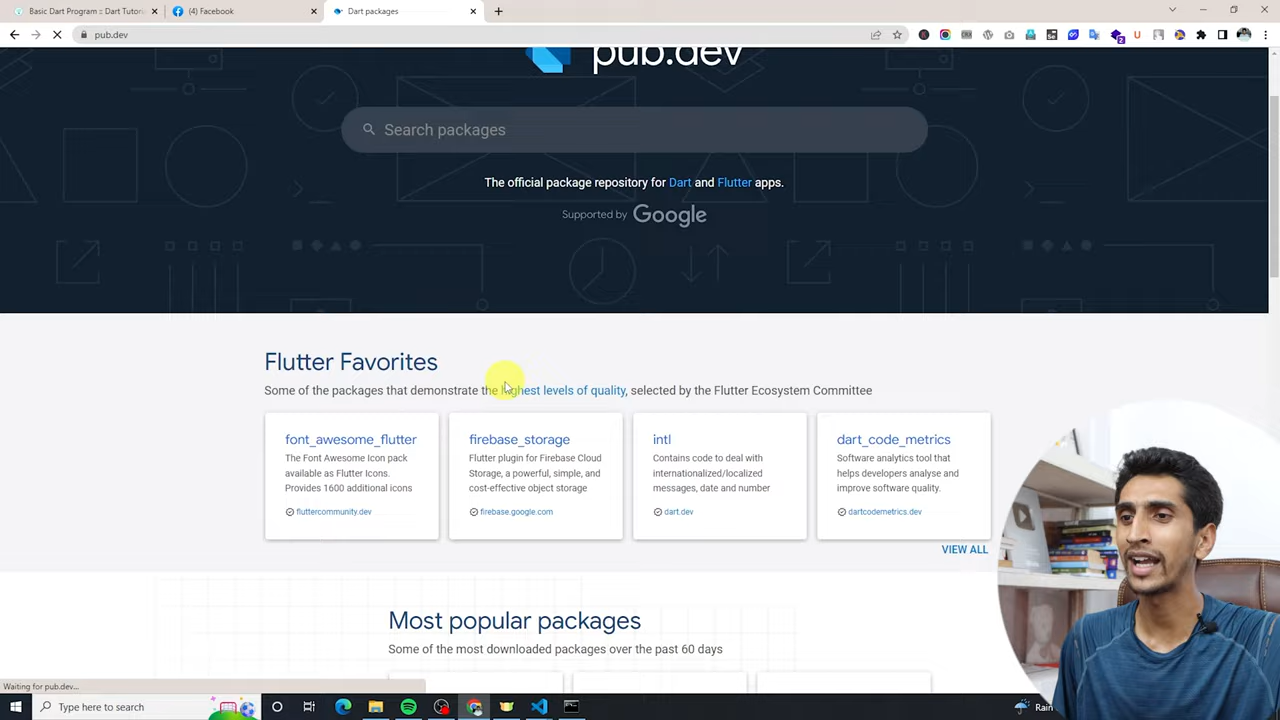 Basic Dart Program :: Dart Tutori
(4) Facebook
Dart packages
pub.dev
pub.dev
Search packages
The official package repository for Dart and Flutter apps.
Supported by Google
Flutter Favorites
Some of the packages that demonstrate the highest levels of quality, selected by the Flutter Ecosystem Committee
font_awesome_flutter
The Font Awesome Icon pack
available as Flutter Icons.
Provides 1600 additional icons
fluttercommunity.dev
firebase_storage
Flutter plugin for Firebase Cloud
Storage, a powerful, simple, and
cost-effective object storage
firebase.google.com
intl
Contains code to deal with
internationalized/localized
messages, date and number
dart.dev
dart_code_metrics
Software analytics tool that
helps developers analyse and
improve software quality.
dartcodemetrics.dev
VIEW ALL
Most popular packages
Some of the most downloaded packages over the past 60 days
Waiting for pub.dev...
Type here to search
Rain